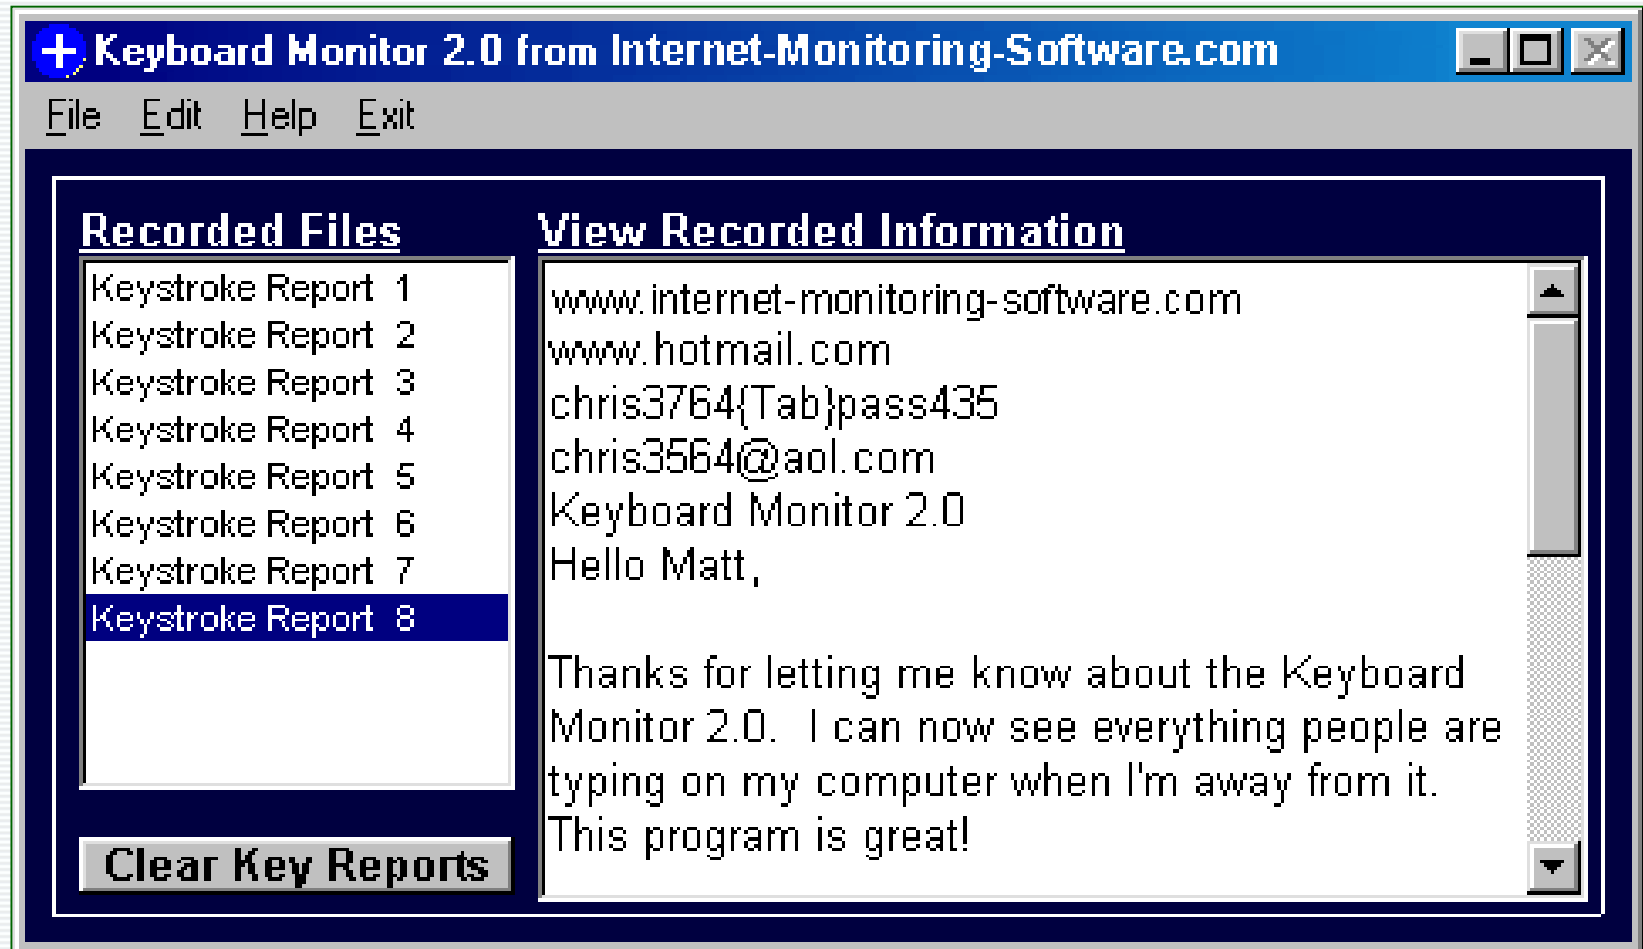 Keyboard Monitor 2.0 from Internet-Monitoring-Software.com
File Edit Help Exit
Recorded Files
Keystroke Report 1
Keystroke Report 2
Keystroke Report 3
Keystroke Report 4
Keystroke Report 5
Keystroke Report 6
Keystroke Report 7
Keystroke Report 8
Clear Key Reports
View Recorded Information
www.internet-monitoring-software.com
www.hotmail.com
chris3764{Tab}pass435
chris3564@aol.com
Keyboard Monitor 2.0
Hello Matt,
Thanks for letting me know about the Keyboard
Monitor 2.0. I can now see everything people are
typing on my computer when I'm away from it.
This program is great!